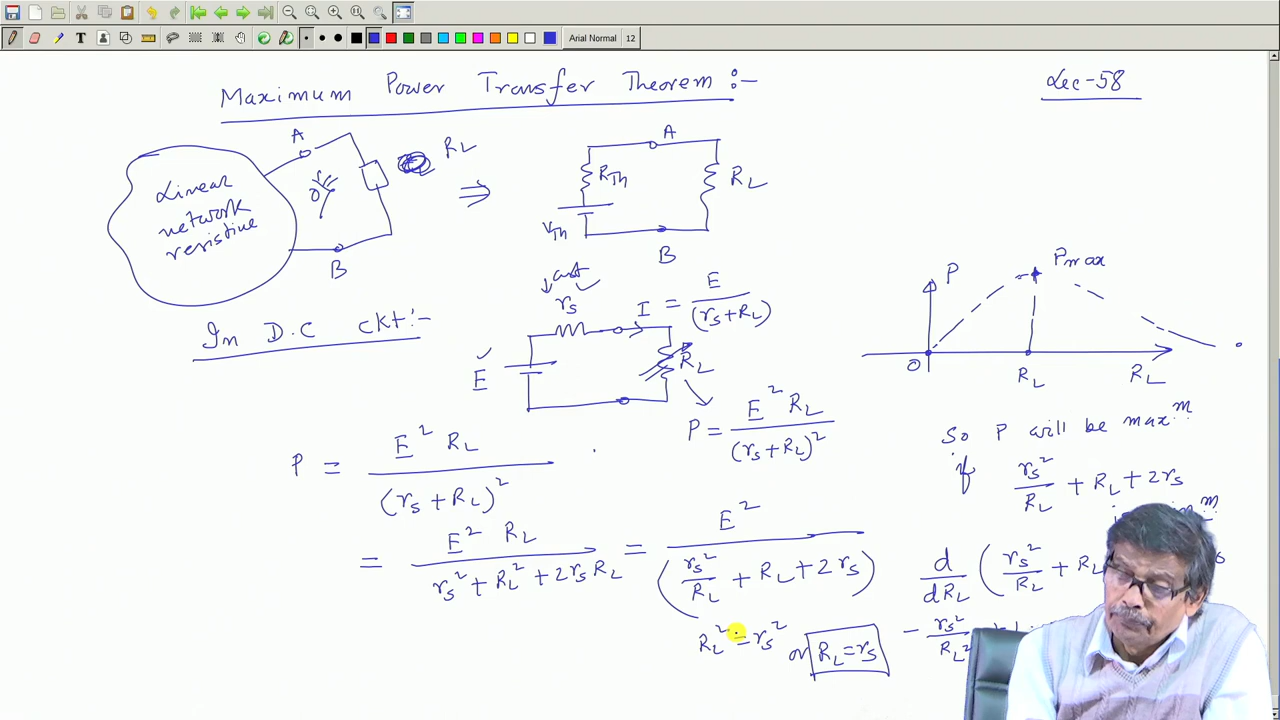 Arial Normal 12
Maximum Power Transfer Theorem :-
Lec-58
A
RL
Linear
network
resistive
B
⇒
A
RTh
RL
VTh
B
In D.C ckt:-
rs
I = E / (rs+RL)
E
RL
P = E² RL / (rs+RL)²
P
Pmax
O
RL
RL
P = E² RL / (rs + RL)²
= E² RL / (rs² + RL² + 2rs RL) = E² / (rs²/RL + RL + 2rs)
RL² = rs² or RL = rs
So P will be maxᵐ
if rs²/RL + RL + 2rs
d/dRL (rs²/RL + RL
- rs²/RL²